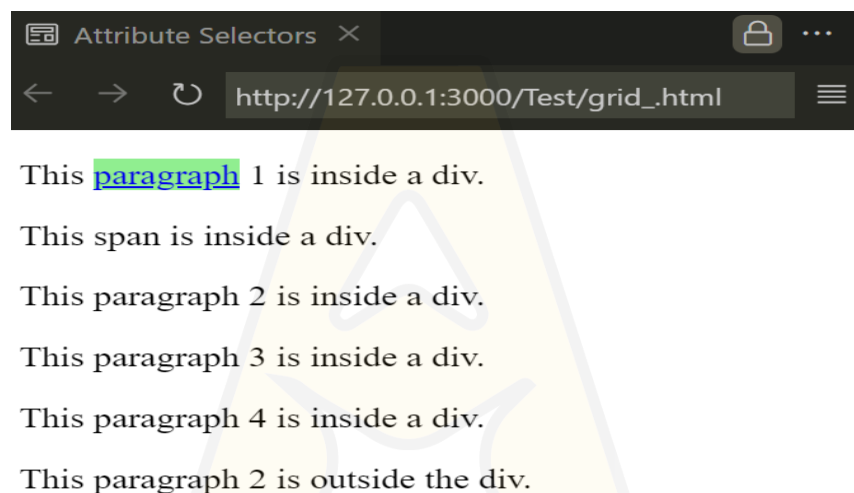 Attribute Selectors
http://127.0.0.1:3000/Test/grid_.html
This paragraph 1 is inside a div.
This span is inside a div.
This paragraph 2 is inside a div.
This paragraph 3 is inside a div.
This paragraph 4 is inside a div.
This paragraph 2 is outside the div.